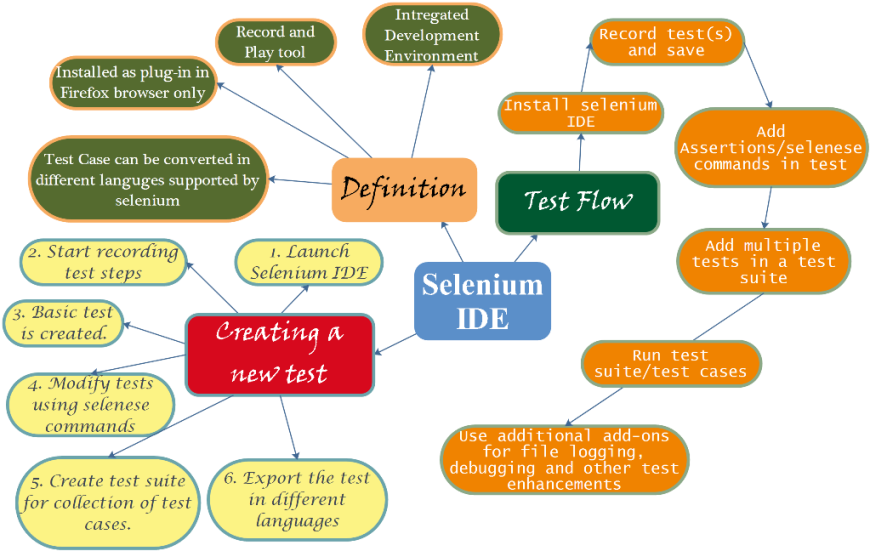 Intregated
Development
Environment
Record and
Play tool
Installed as plug-in in
Firefox browser only
Test Case can be converted in
different languges supported by
selenium
Definition
Record test(s)
and save
Install selenium
IDE
Test Flow
Add
Assertions/selenese
commands in test
Add multiple
tests in a test
suite
Run test
suite/test cases
Use additional add-ons
for file logging,
debugging and other test
enhancements
Selenium
IDE
Creating a
new test
1. Launch
Selenium IDE
2. Start recording
test steps
3. Basic test
is created.
4. Modify tests
using selenese
commands
5. Create test suite
for collection of test
cases.
6. Export the test
in different
languages